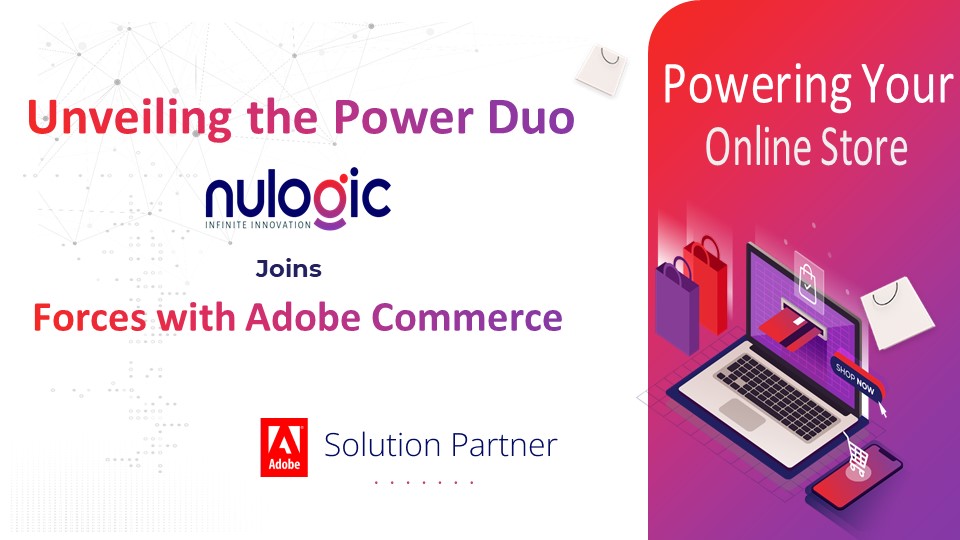 Unveiling the Power Duo
nulogic
INFINITE INNOVATION
Joins
Forces with Adobe Commerce
Adobe
Solution Partner
Powering Your
Online Store
SHOP NOW